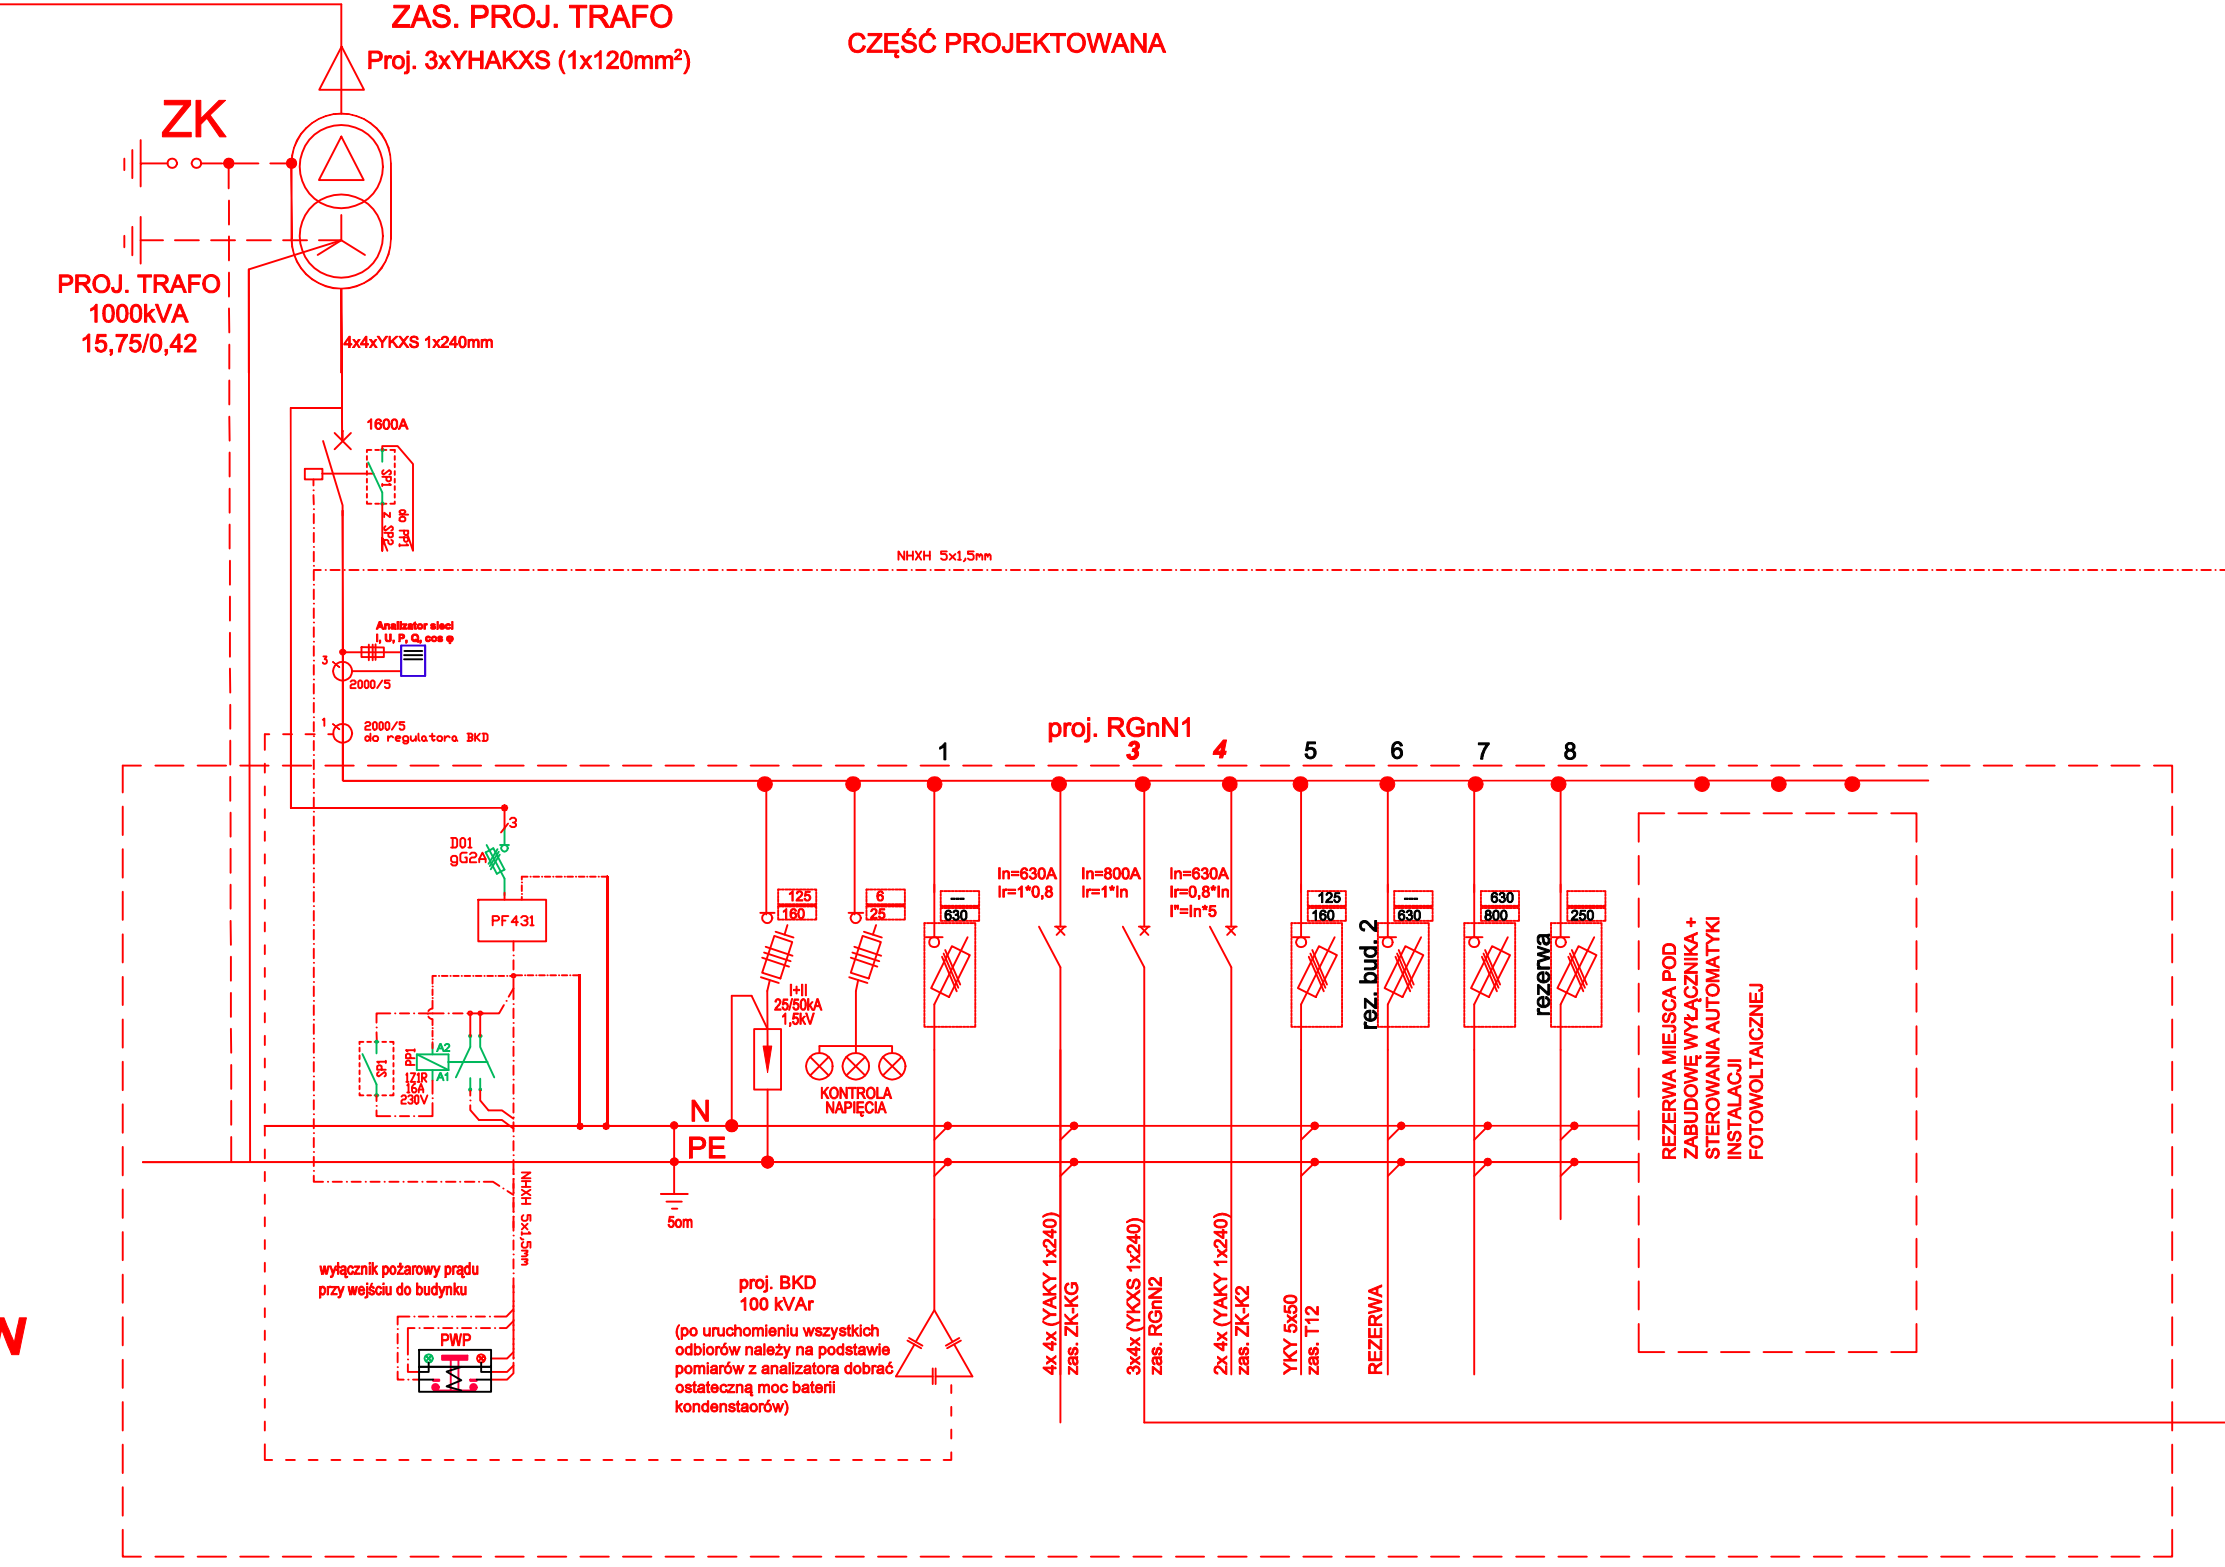 ZAS. PROJ. TRAFO
Proj. 3xYHAKXS (1x120mm²)
CZĘŚĆ PROJEKTOWANA
ZK
PROJ. TRAFO
1000kVA
15,75/0,42
4x4xYKXS 1x240mm
1600A
SP1
z SP2
do PP1
NHXH 5x1,5mm
Analizator sieci
I, U, P, Q, cos φ
3
2000/5
1
2000/5
do regulatora BKD
proj. RGnN1
1
3
4
5
6
7
8
3
D01
gG2A
PF431
125
160
6
25
---
630
In=630A
Ir=1*0,8
In=800A
Ir=1*In
In=630A
Ir=0,8*In
I"=In*5
125
160
---
630
630
800
250
rez. bud. 2
rezerwa
I+II
25/50kA
1,5kV
KONTROLA
NAPIĘCIA
SP1
PP1
1Z1R
16A
230V
A2
A1
N
PE
5om
NHXH 5x1,5mm
wyłącznik pożarowy prądu
przy wejściu do budynku
PWP
proj. BKD
100 kVAr
(po uruchomieniu wszystkich
odbiorów należy na podstawie
pomiarów z analizatora dobrać
ostateczną moc baterii
kondenstaorów)
4x 4x (YAKY 1x240)
zas. ZK-KG
3x4x (YKXS 1x240)
zas. RGnN2
2x 4x (YAKY 1x240)
zas. ZK-K2
YKY 5x50
zas. T12
REZERWA
REZERWA MIEJSCA POD
ZABUDOWĘ WYŁĄCZNIKA +
STEROWANIA AUTOMATYKI
INSTALACJI
FOTOWOLTAICZNEJ